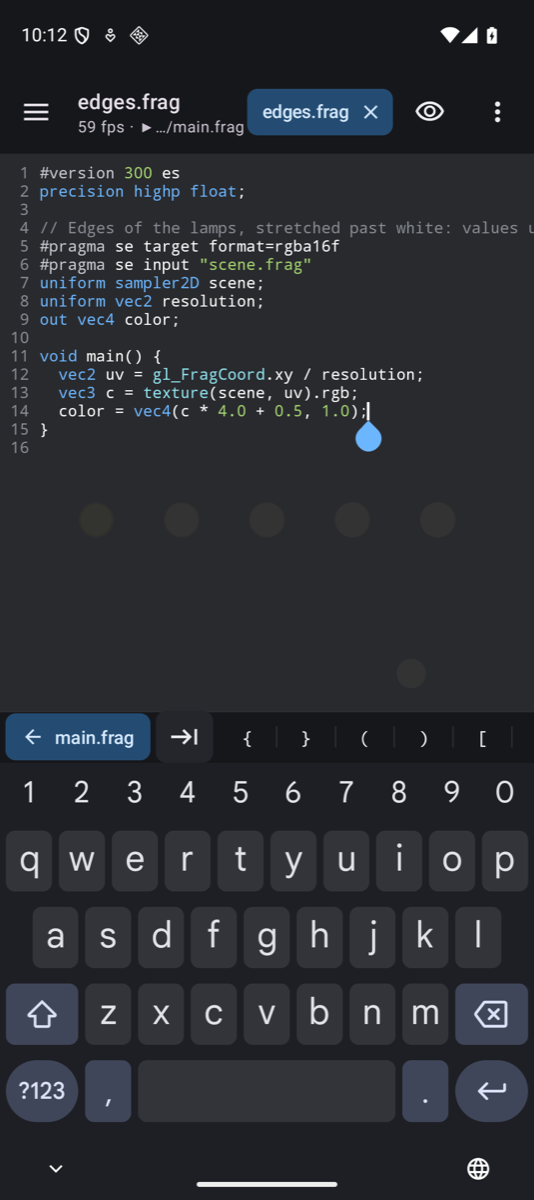 10:12
edges.frag
59 fps · ►…/main.frag
edges.frag ×
1 #version 300 es
2 precision highp float;
3
4 // Edges of the lamps, stretched past white: values u
5 #pragma se target format=rgba16f
6 #pragma se input "scene.frag"
7 uniform sampler2D scene;
8 uniform vec2 resolution;
9 out vec4 color;
10
11 void main() {
12   vec2 uv = gl_FragCoord.xy / resolution;
13   vec3 c = texture(scene, uv).rgb;
14   color = vec4(c * 4.0 + 0.5, 1.0);
15 }
16
← main.frag { } ( ) [
1 2 3 4 5 6 7 8 9 0
q w e r t y u i o p
a s d f g h j k l
z x c v b n m
?123 , .